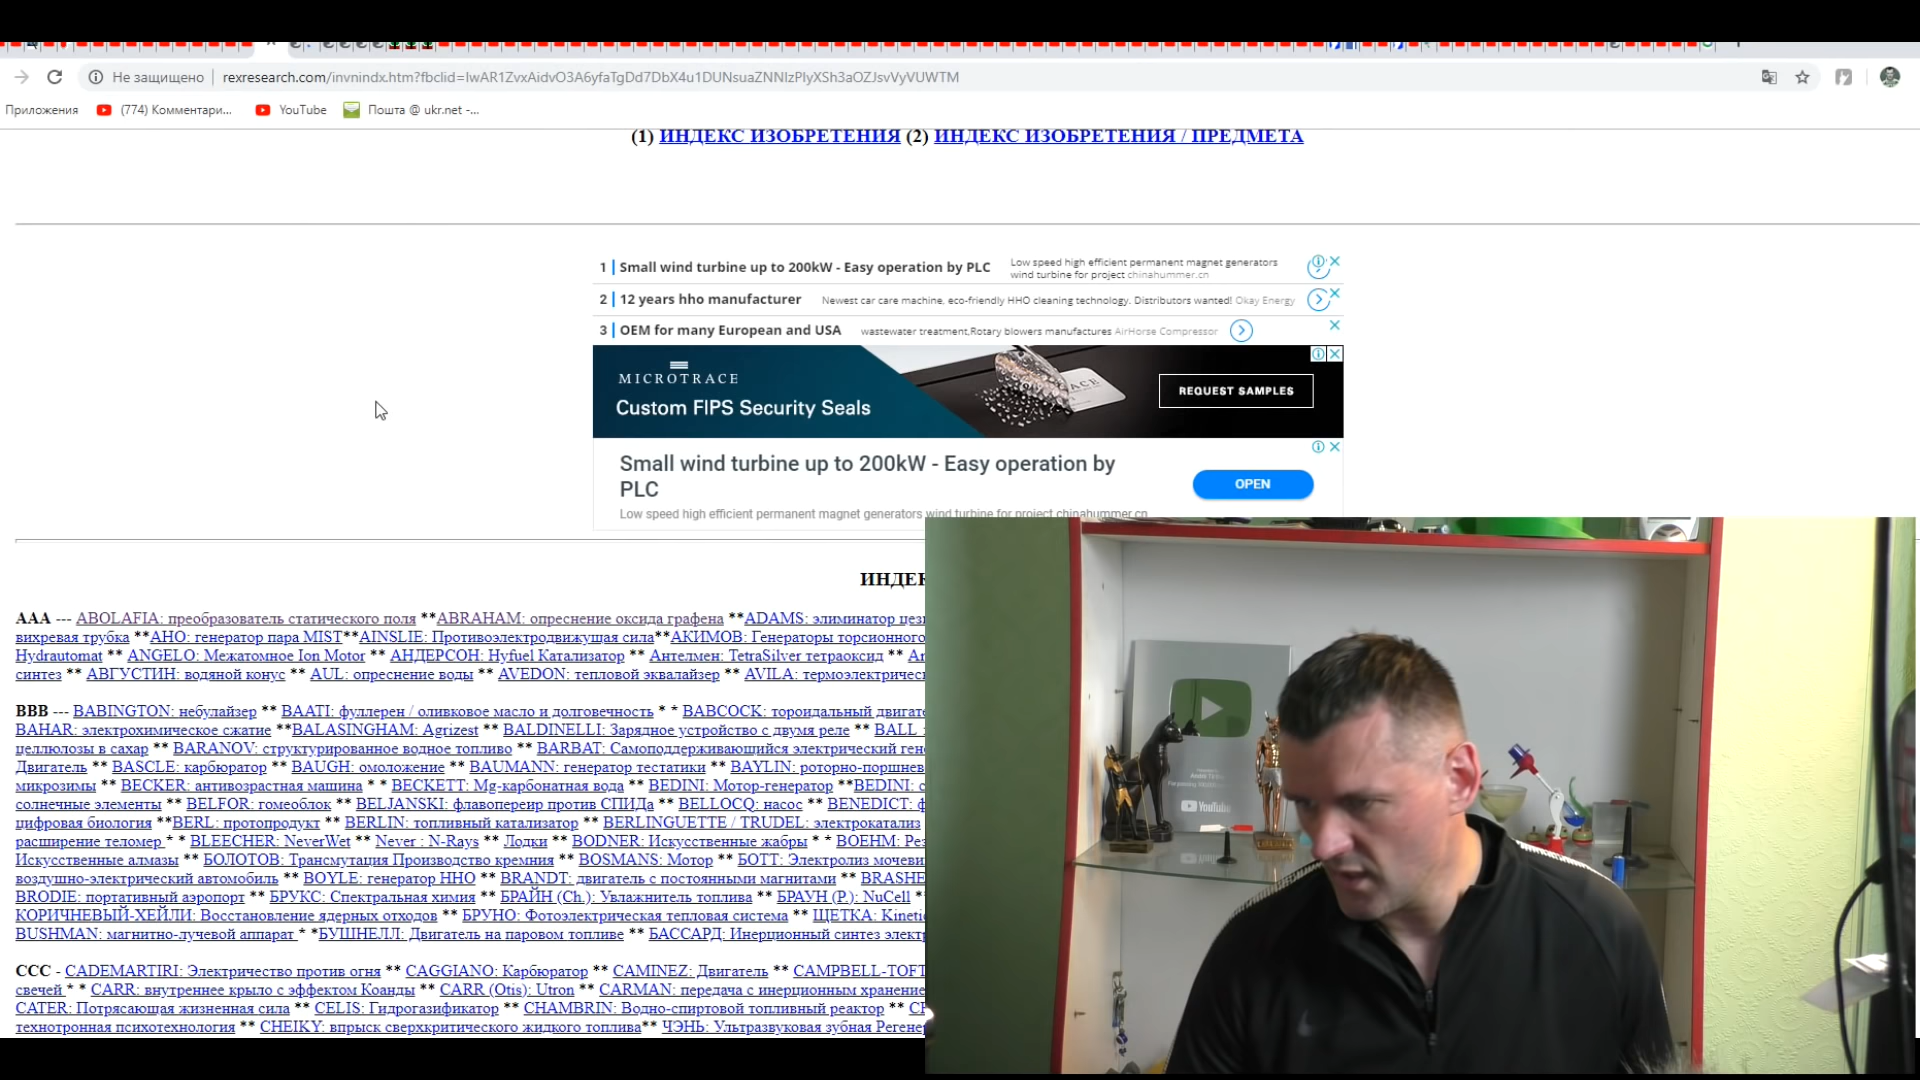 Не защищено | rexresearch.com/invnindx.htm?fbclid=IwAR1ZvxAidvO3A6yfaTgDd7DbX4u1DUNsuaZNNIzPlyXSh3aOZJsvVyVUWTM
Приложения (774) Комментари... YouTube Пошта @ ukr.net -...
(1) ИНДЕКС ИЗОБРЕТЕНИЯ (2) ИНДЕКС ИЗОБРЕТЕНИЯ / ПРЕДМЕТА
1 Small wind turbine up to 200kW - Easy operation by PLC Low speed high efficient permanent magnet generators
wind turbine for project chinahummer.cn
2 12 years hho manufacturer Newest car care machine, eco-friendly HHO cleaning technology. Distributors wanted! Okay Energy
3 OEM for many European and USA wastewater treatment,Rotary blowers manufactures AirHorse Compressor
MICROTRACE
Custom FIPS Security Seals
REQUEST SAMPLES
Small wind turbine up to 200kW - Easy operation by
PLC
OPEN
Low speed high efficient permanent magnet generators wind turbine for project chinahummer.cn
ИНДЕК
AAA --- ABOLAFIA: преобразователь статического поля **ABRAHAM: опреснение оксида графена **ADAMS: элиминатор цез
вихревая трубка **AHO: генератор пара MIST**AINSLIE: Противоэлектродвижущая сила**АКИМОВ: Генераторы торсионного
Hydrautomat ** ANGELO: Межатомное Ion Motor ** АНДЕРСОН: Hyfuel Катализатор ** Антелмен: TetraSilver тетраоксид ** Ar
синтез ** АВГУСТИН: водяной конус ** AUL: опреснение воды ** AVEDON: тепловой эквалайзер ** AVILA: термоэлектричес
BBB --- BABINGTON: небулайзер ** BAATI: фуллерен / оливковое масло и долговечность * * BABCOCK: тороидальный двигат
BAHAR: электрохимическое сжатие **BALASINGHAM: Agrizest ** BALDINELLI: Зарядное устройство с двумя реле ** BALL
целлюлозы в сахар ** BARANOV: структурированное водное топливо ** BARBAT: Самоподдерживающийся электрический ген
Двигатель ** BASCLE: карбюратор ** BAUGH: омоложение ** BAUMANN: генератор тестатики ** BAYLIN: роторно-поршнев
микрозимы ** BECKER: антивозрастная машина * * BECKETT: Mg-карбонатная вода ** BEDINI: Мотор-генератор **BEDINI: с
солнечные элементы ** BELFOR: гомеоблок ** BELJANSKI: флавопереир против СПИДа ** BELLOCQ: насос ** BENEDICT: ф
цифровая биология **BERL: протопродукт ** BERLIN: топливный катализатор ** BERLINGUETTE / TRUDEL: электрокатализ
расширение теломер * * BLEECHER: NeverWet ** Never : N-Rays ** Лодки ** BODNER: Искусственные жабры * * BOEHM: Рез
Искусственные алмазы ** БОЛОТОВ: Трансмутация Производство кремния ** BOSMANS: Мотор ** БОТТ: Электролиз мочеви
воздушно-электрический автомобиль ** BOYLE: генератор HHO ** BRANDT: двигатель с постоянными магнитами ** BRASHE
BRODIE: портативный аэропорт ** БРУКС: Спектральная химия ** БРАЙН (Ch.): Увлажнитель топлива ** БРАУН (P.): NuCell *
КОРИЧНЕВЫЙ-ХЕЙЛИ: Восстановление ядерных отходов ** БРУНО: Фотоэлектрическая тепловая система ** ЩЕТКА: Kinetic
BUSHMAN: магнитно-лучевой аппарат * *БУШНЕЛЛ: Двигатель на паровом топливе ** БАССАРД: Инерционный синтез элект
CCC - CADEMARTIRI: Электричество против огня ** CAGGIANO: Карбюратор ** CAMINEZ: Двигатель ** CAMPBELL-TOFT
свечей * * CARR: внутреннее крыло с эффектом Коанды ** CARR (Otis): Utron ** CARMAN: передача с инерционным хранение
CATER: Потрясающая жизненная сила ** CELIS: Гидрогазификатор ** CHAMBRIN: Водно-спиртовой топливный реактор **
технотронная психотехнология ** CHEIKY: впрыск сверхкритического жидкого топлива** ЧЭНЬ: Ультразвуковая зубная Регене
YouTube